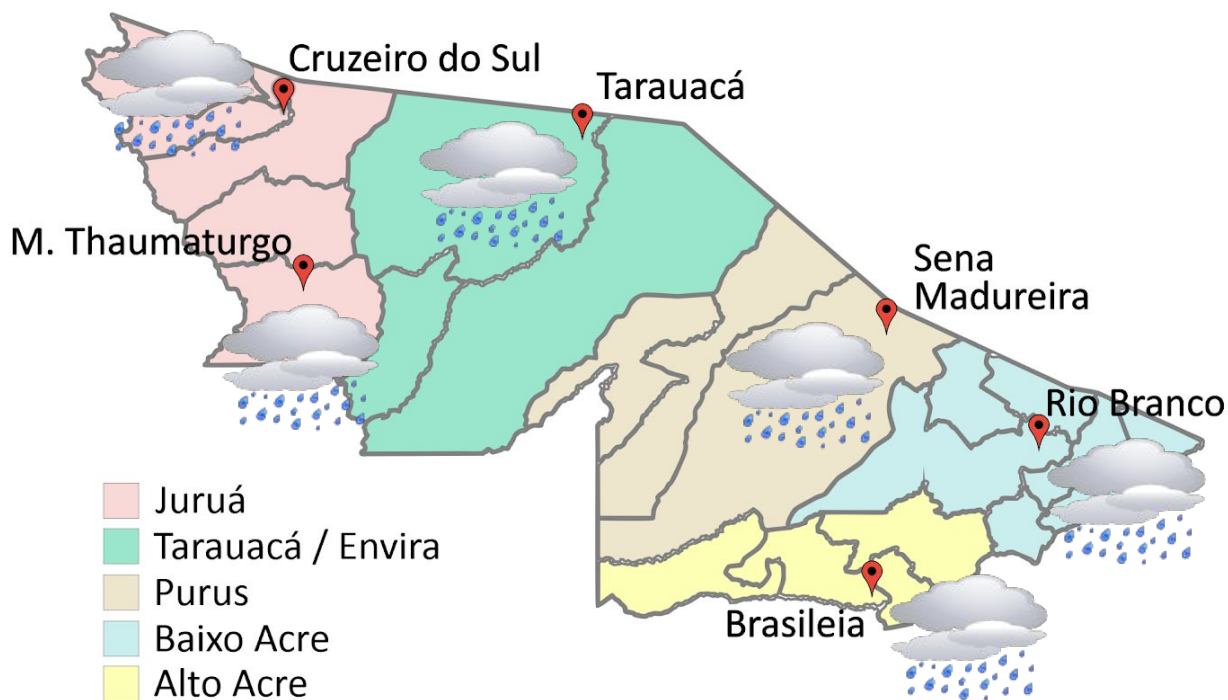 Cruzeiro do Sul
Tarauacá
M. Thaumaturgo
Sena
Madureira
Rio Branco
Brasileia
Juruá
Tarauacá / Envira
Purus
Baixo Acre
Alto Acre